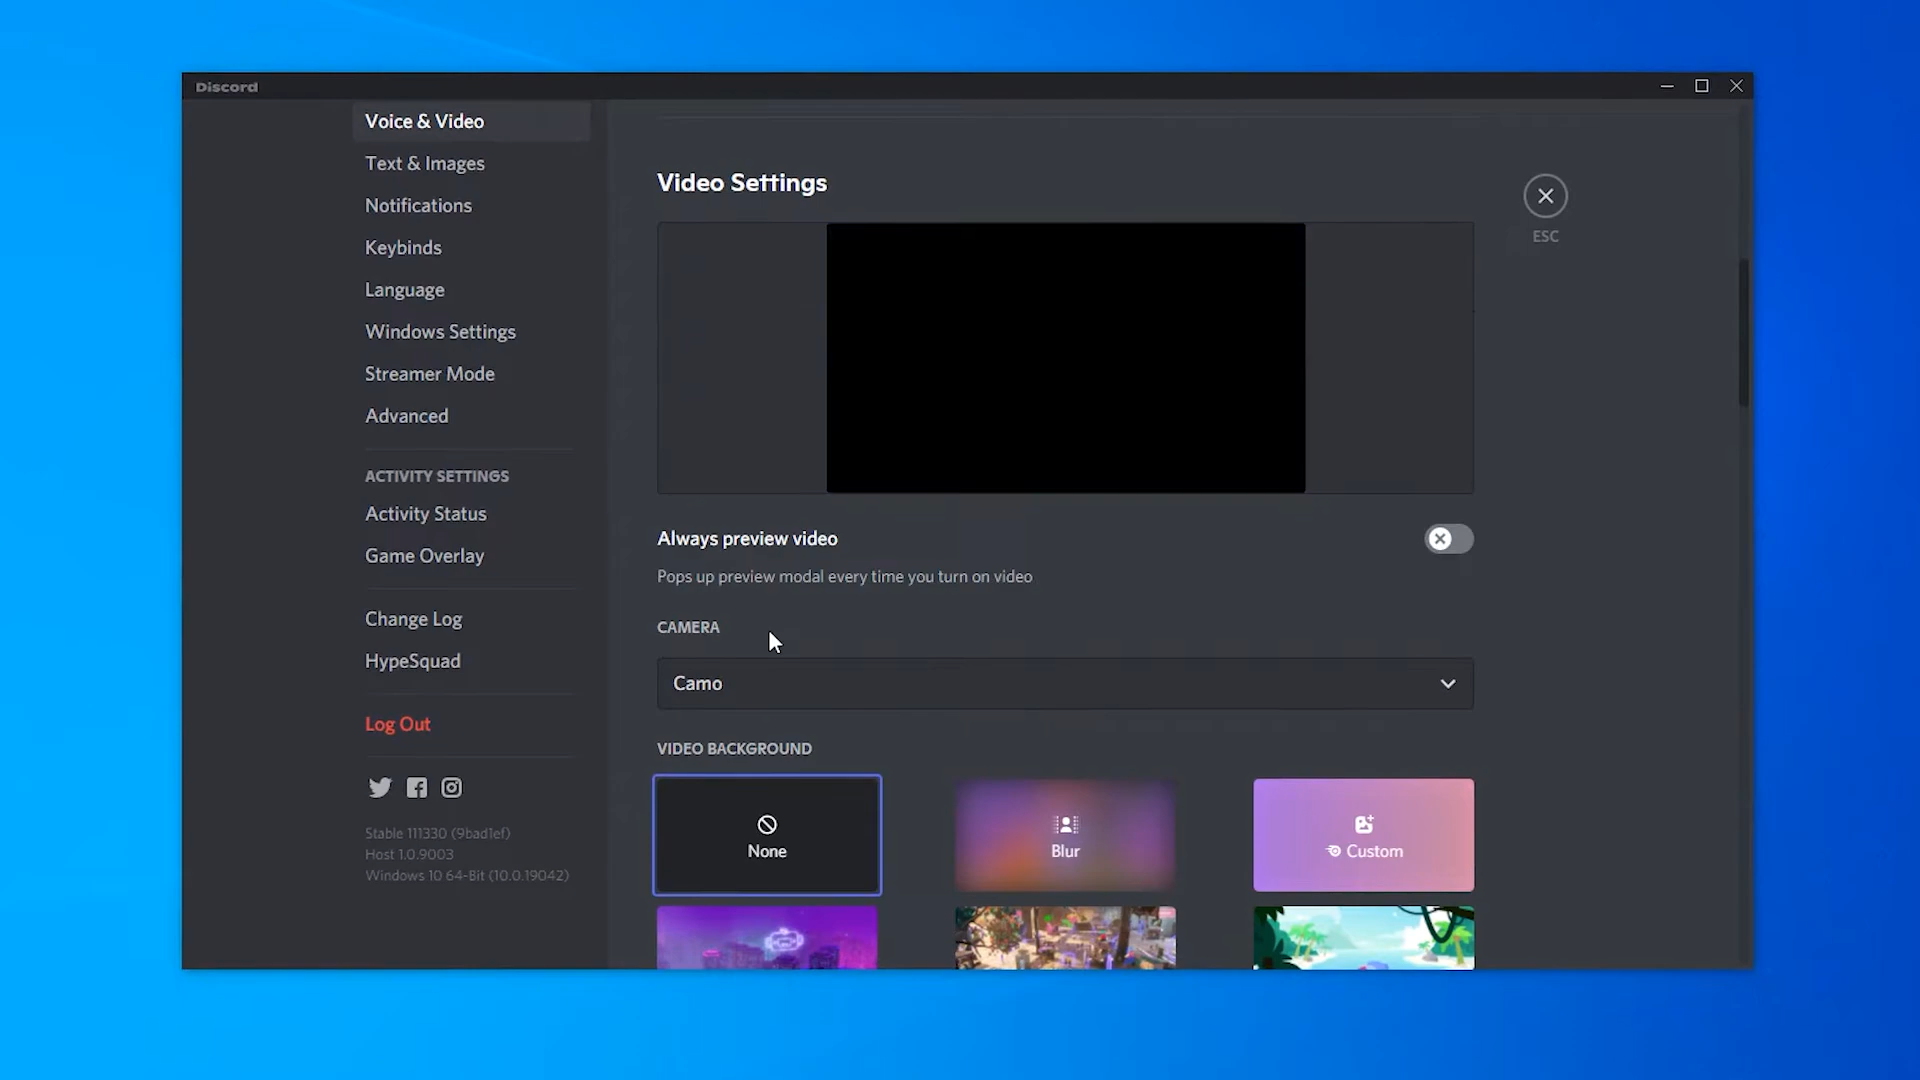 Discord
Voice & Video
Text & Images
Notifications
Keybinds
Language
Windows Settings
Streamer Mode
Advanced
ACTIVITY SETTINGS
Activity Status
Game Overlay
Change Log
HypeSquad
Log Out
Stable 111330 (9bad1ef)
Host 1.0.9003
Windows 10 64-Bit (10.0.19042)
Video Settings
ESC
Always preview video
Pops up preview modal every time you turn on video
CAMERA
Camo
VIDEO BACKGROUND
None
Blur
Custom